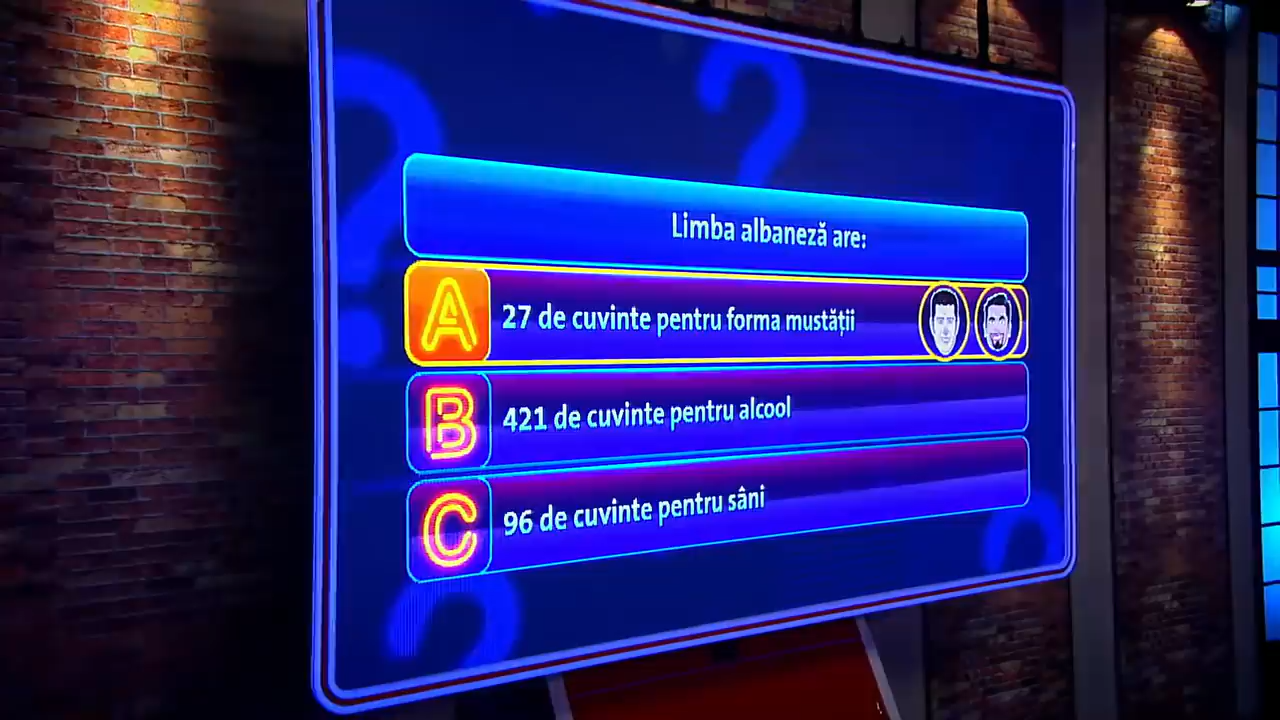 Limba albaneză are:
A 27 de cuvinte pentru forma mustății
B 421 de cuvinte pentru alcool
C 96 de cuvinte pentru sâni